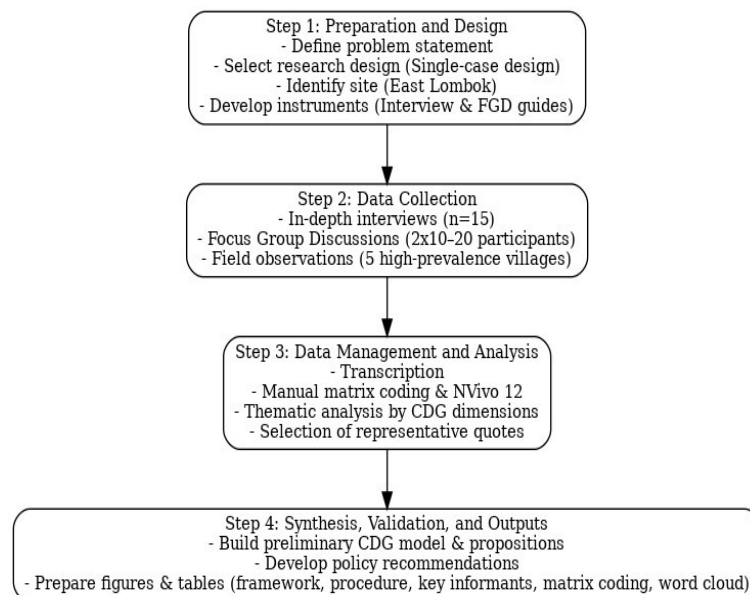 Step 1: Preparation and Design
- Define problem statement
- Select research design (Single-case design)
- Identify site (East Lombok)
- Develop instruments (Interview & FGD guides)
Step 2: Data Collection
- In-depth interviews (n=15)
- Focus Group Discussions (2x10–20 participants)
- Field observations (5 high-prevalence villages)
Step 3: Data Management and Analysis
- Transcription
- Manual matrix coding & NVivo 12
- Thematic analysis by CDG dimensions
- Selection of representative quotes
Step 4: Synthesis, Validation, and Outputs
- Build preliminary CDG model & propositions
- Develop policy recommendations
- Prepare figures & tables (framework, procedure, key informants, matrix coding, word cloud)